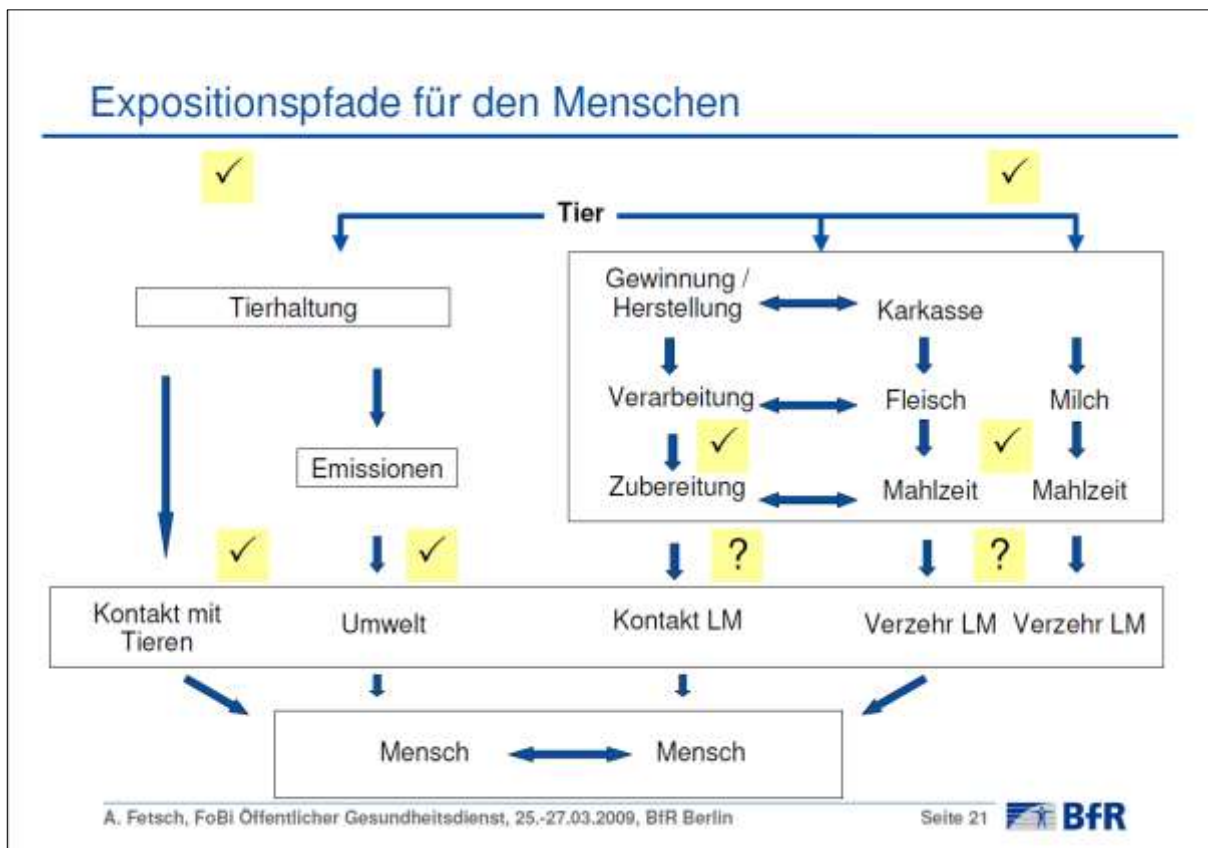 Expositionspfade für den Menschen
✓
✓
Tier
Tierhaltung
Gewinnung /
Herstellung
Karkasse
Verarbeitung
Fleisch
Milch
✓
✓
Emissionen
Zubereitung
Mahlzeit
Mahlzeit
✓
✓
?
?
Kontakt mit
Tieren
Umwelt
Kontakt LM
Verzehr LM
Verzehr LM
Mensch
Mensch
A. Fetsch, FoBi Öffentlicher Gesundheitsdienst, 25.-27.03.2009, BfR Berlin
Seite 21
BfR